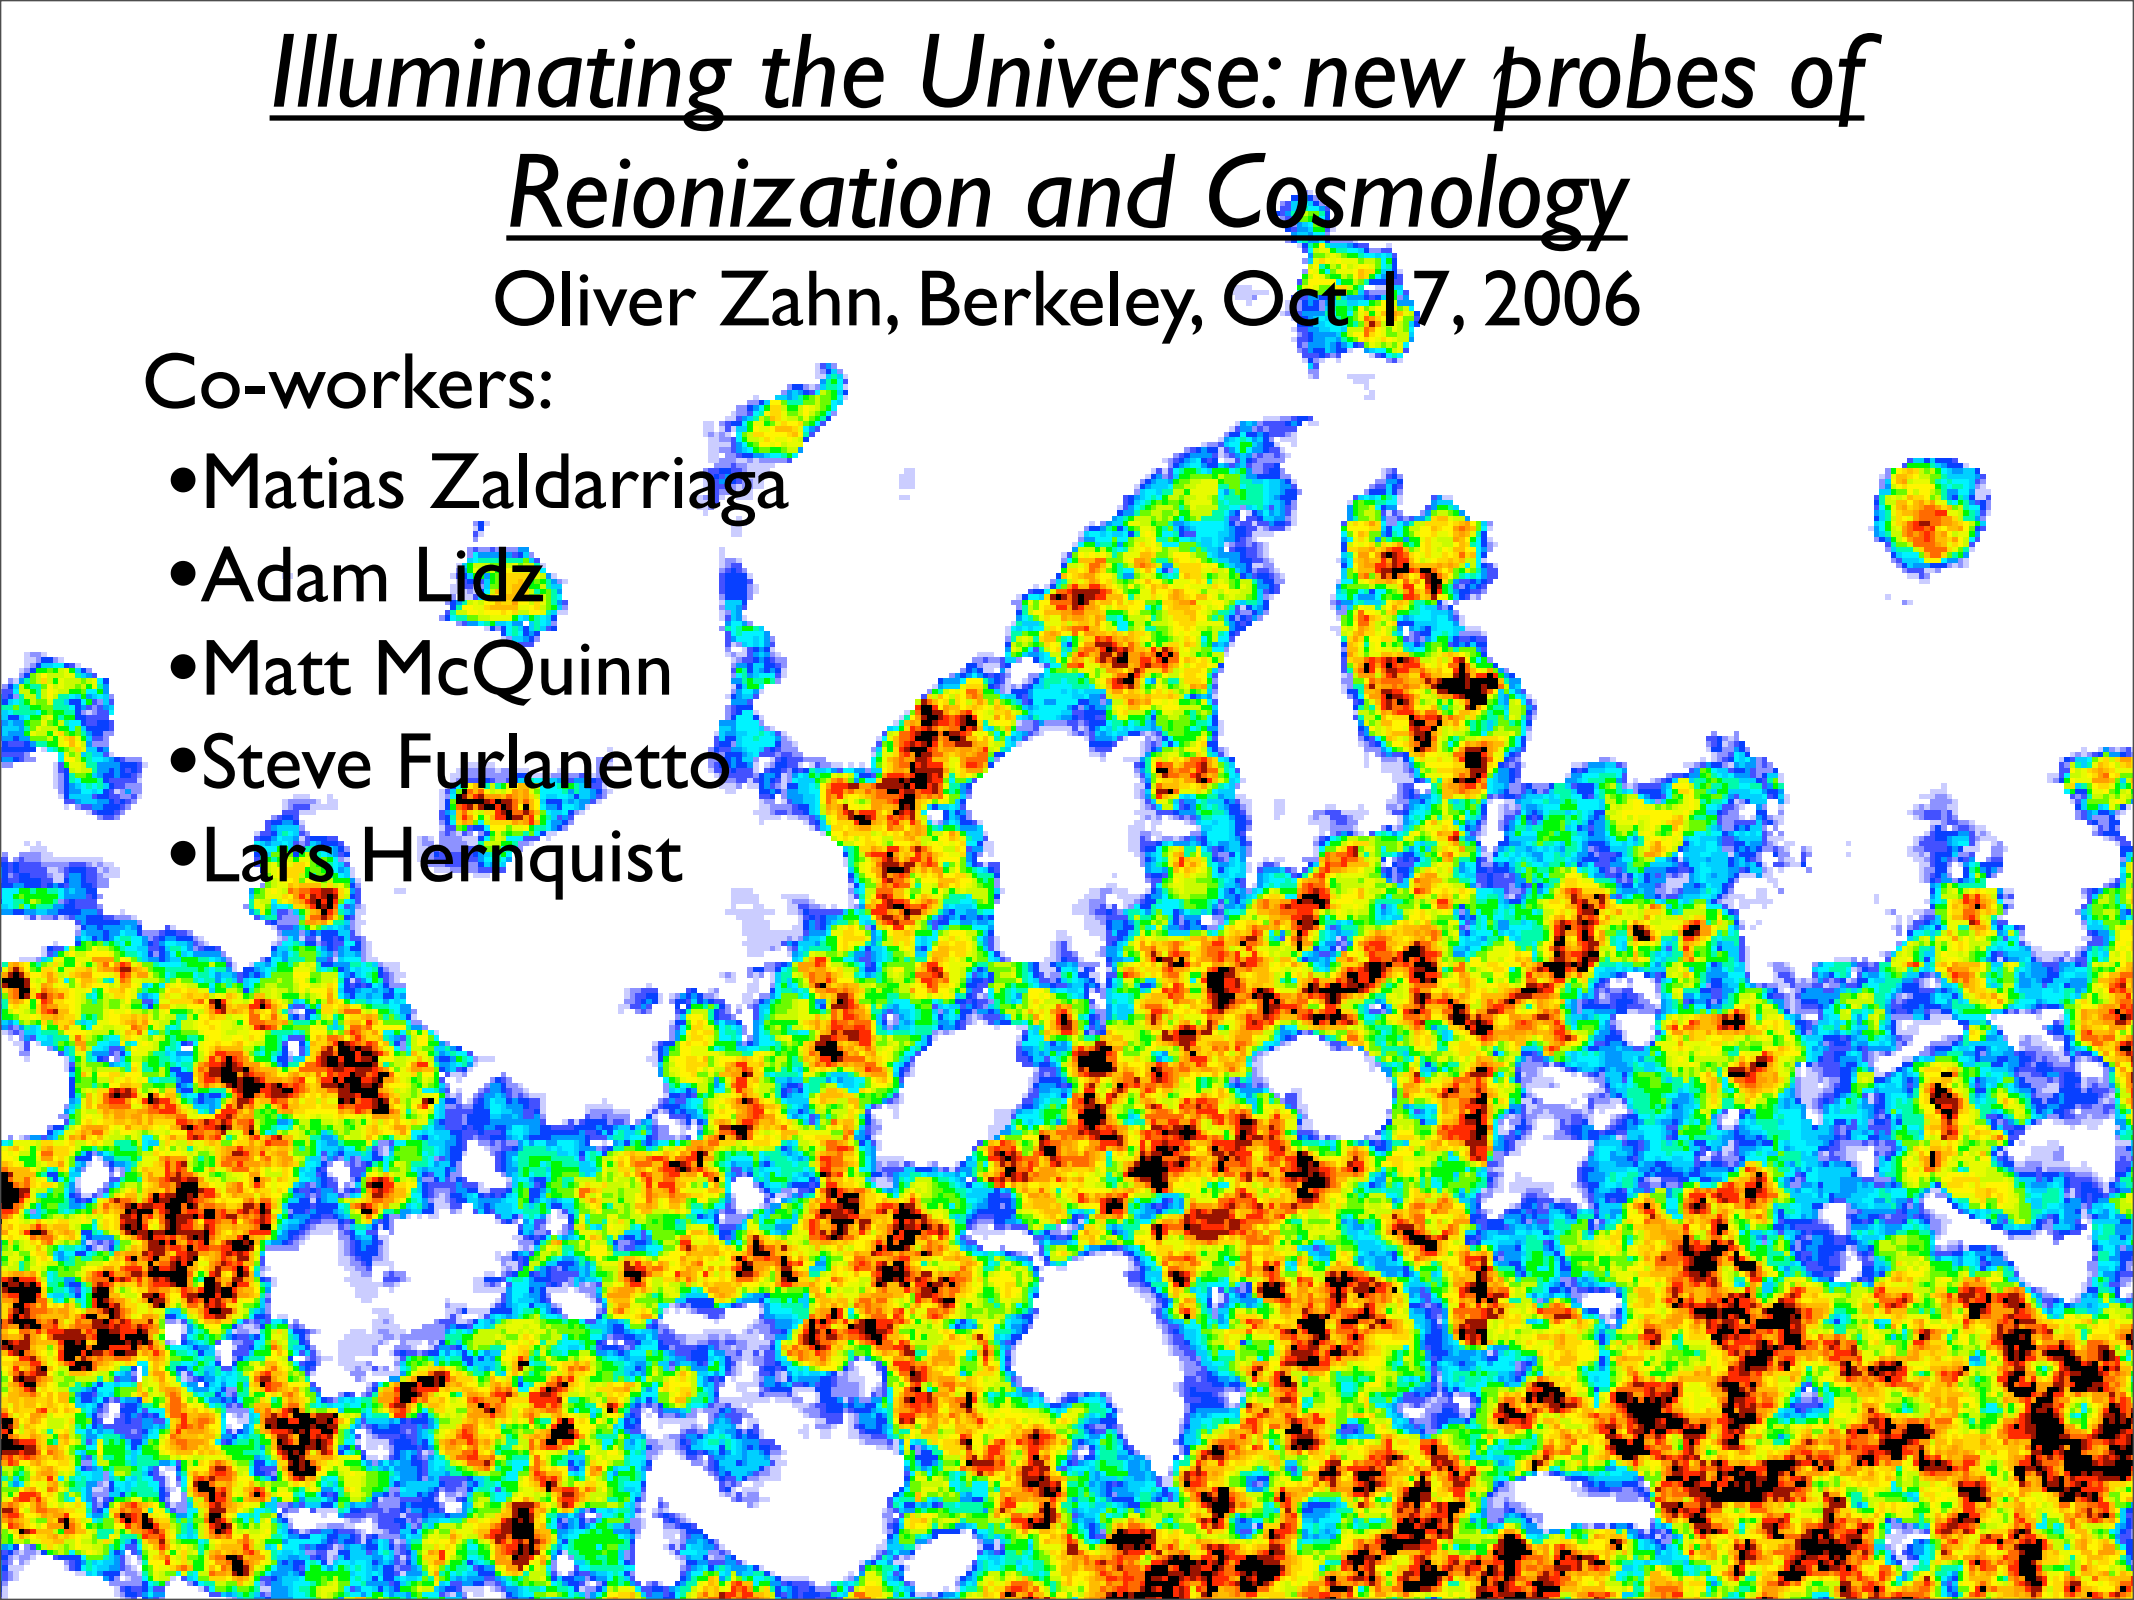 Illuminating the Universe: new probes of
Reionization and Cosmology
Oliver Zahn, Berkeley, Oct 17, 2006
Co-workers:
•Matias Zaldarriaga
•Adam Lidz
•Matt McQuinn
•Steve Furlanetto
•Lars Hernquist